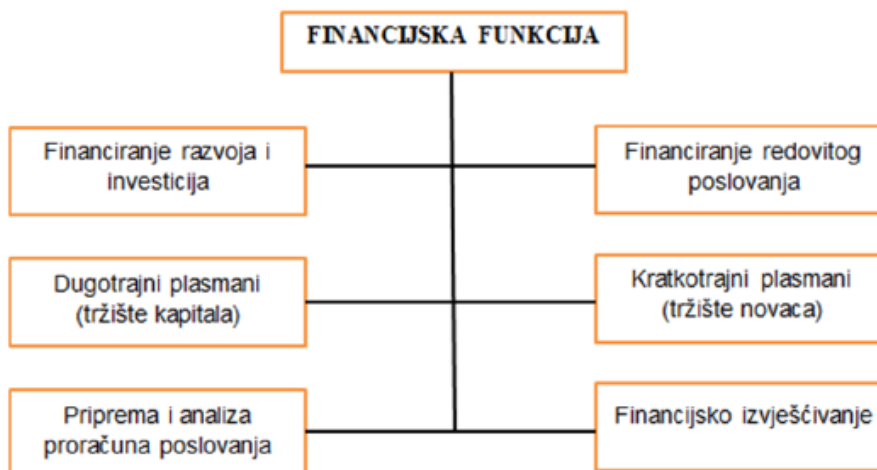 FINANCIJSKA FUNKCIJA
Financiranje razvoja i
investicija
Financiranje redovitog
poslovanja
Dugotrajni plasmani
(tržište kapitala)
Kratkotrajni plasmani
(tržište novaca)
Priprema i analiza
proračuna poslovanja
Financijsko izvješćivanje